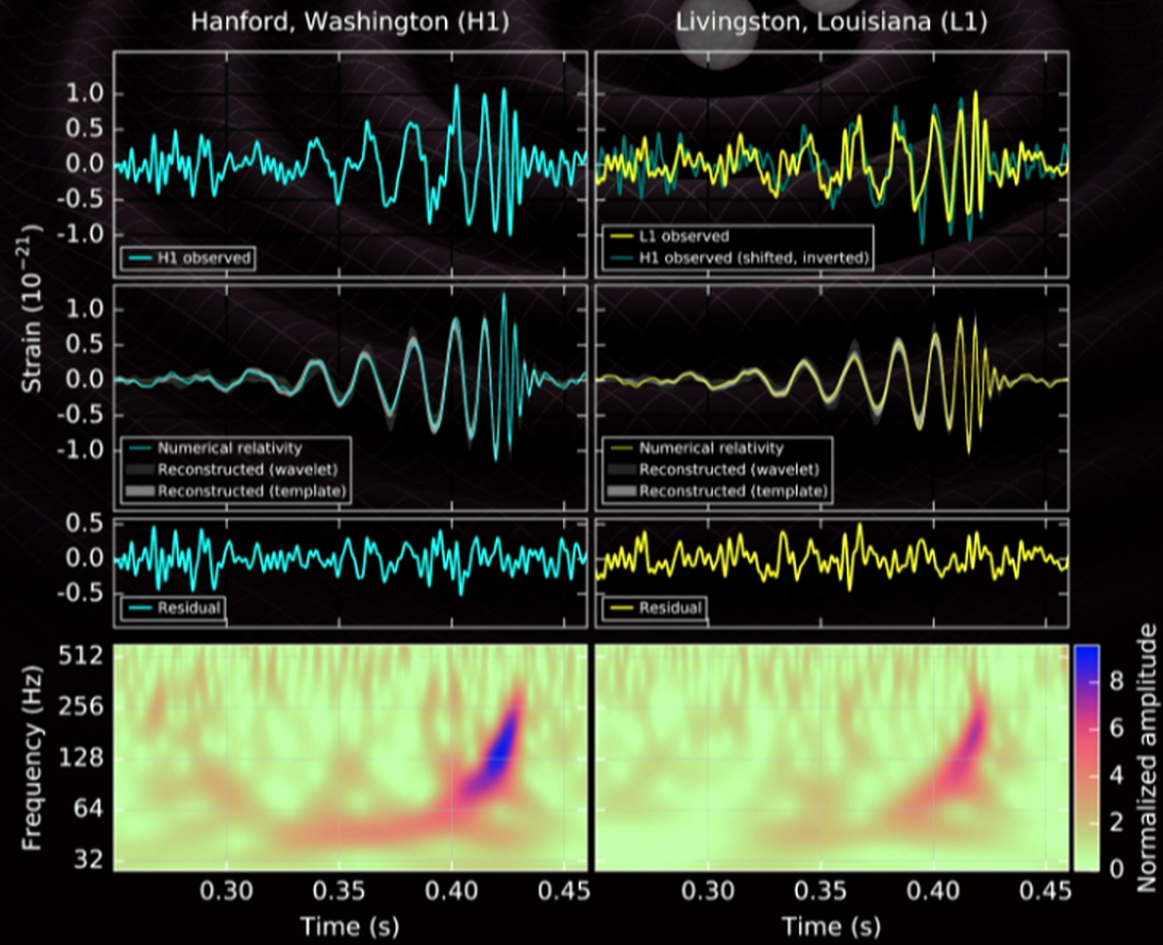 Hanford, Washington (H1)
Livingston, Louisiana (L1)
Strain (10⁻²¹)
1.0
0.5
0.0
-0.5
-1.0
H1 observed
L1 observed
H1 observed (shifted, inverted)
1.0
0.5
0.0
-0.5
-1.0
Numerical relativity
Reconstructed (wavelet)
Reconstructed (template)
Numerical relativity
Reconstructed (wavelet)
Reconstructed (template)
0.5
0.0
-0.5
Residual
Residual
Frequency (Hz)
512
256
128
64
32
0.30 0.35 0.40 0.45
Time (s)
0.30 0.35 0.40 0.45
Time (s)
8
6
4
2
0
Normalized amplitude